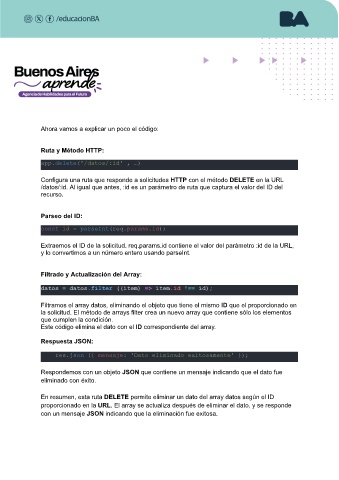 /educacionBA
BA
Buenos Aires
aprende
Agencia de Habilidades para el Futuro
Ahora vamos a explicar un poco el código:
Ruta y Método HTTP:
app.delete('/datos/:id' , …)
Configura una ruta que responde a solicitudes HTTP con el método DELETE en la URL
/datos/:id. Al igual que antes, :id es un parámetro de ruta que captura el valor del ID del
recurso.
Parseo del ID:
const id = parseInt(req.params.id);
Extraemos el ID de la solicitud. req.params.id contiene el valor del parámetro :id de la URL,
y lo convertimos a un número entero usando parseInt.
Filtrado y Actualización del Array:
datos = datos.filter ((item) => item.id !== id);
Filtramos el array datos, eliminando el objeto que tiene el mismo ID que el proporcionado en
la solicitud. El método de arrays filter crea un nuevo array que contiene sólo los elementos
que cumplen la condición.
Este código elimina el dato con el ID correspondiente del array.
Respuesta JSON:
res.json ({ mensaje: 'Dato eliminado exitosamente' });
Respondemos con un objeto JSON que contiene un mensaje indicando que el dato fue
eliminado con éxito.
En resumen, esta ruta DELETE permite eliminar un dato del array datos según el ID
proporcionado en la URL. El array se actualiza después de eliminar el dato, y se responde
con un mensaje JSON indicando que la eliminación fue exitosa.